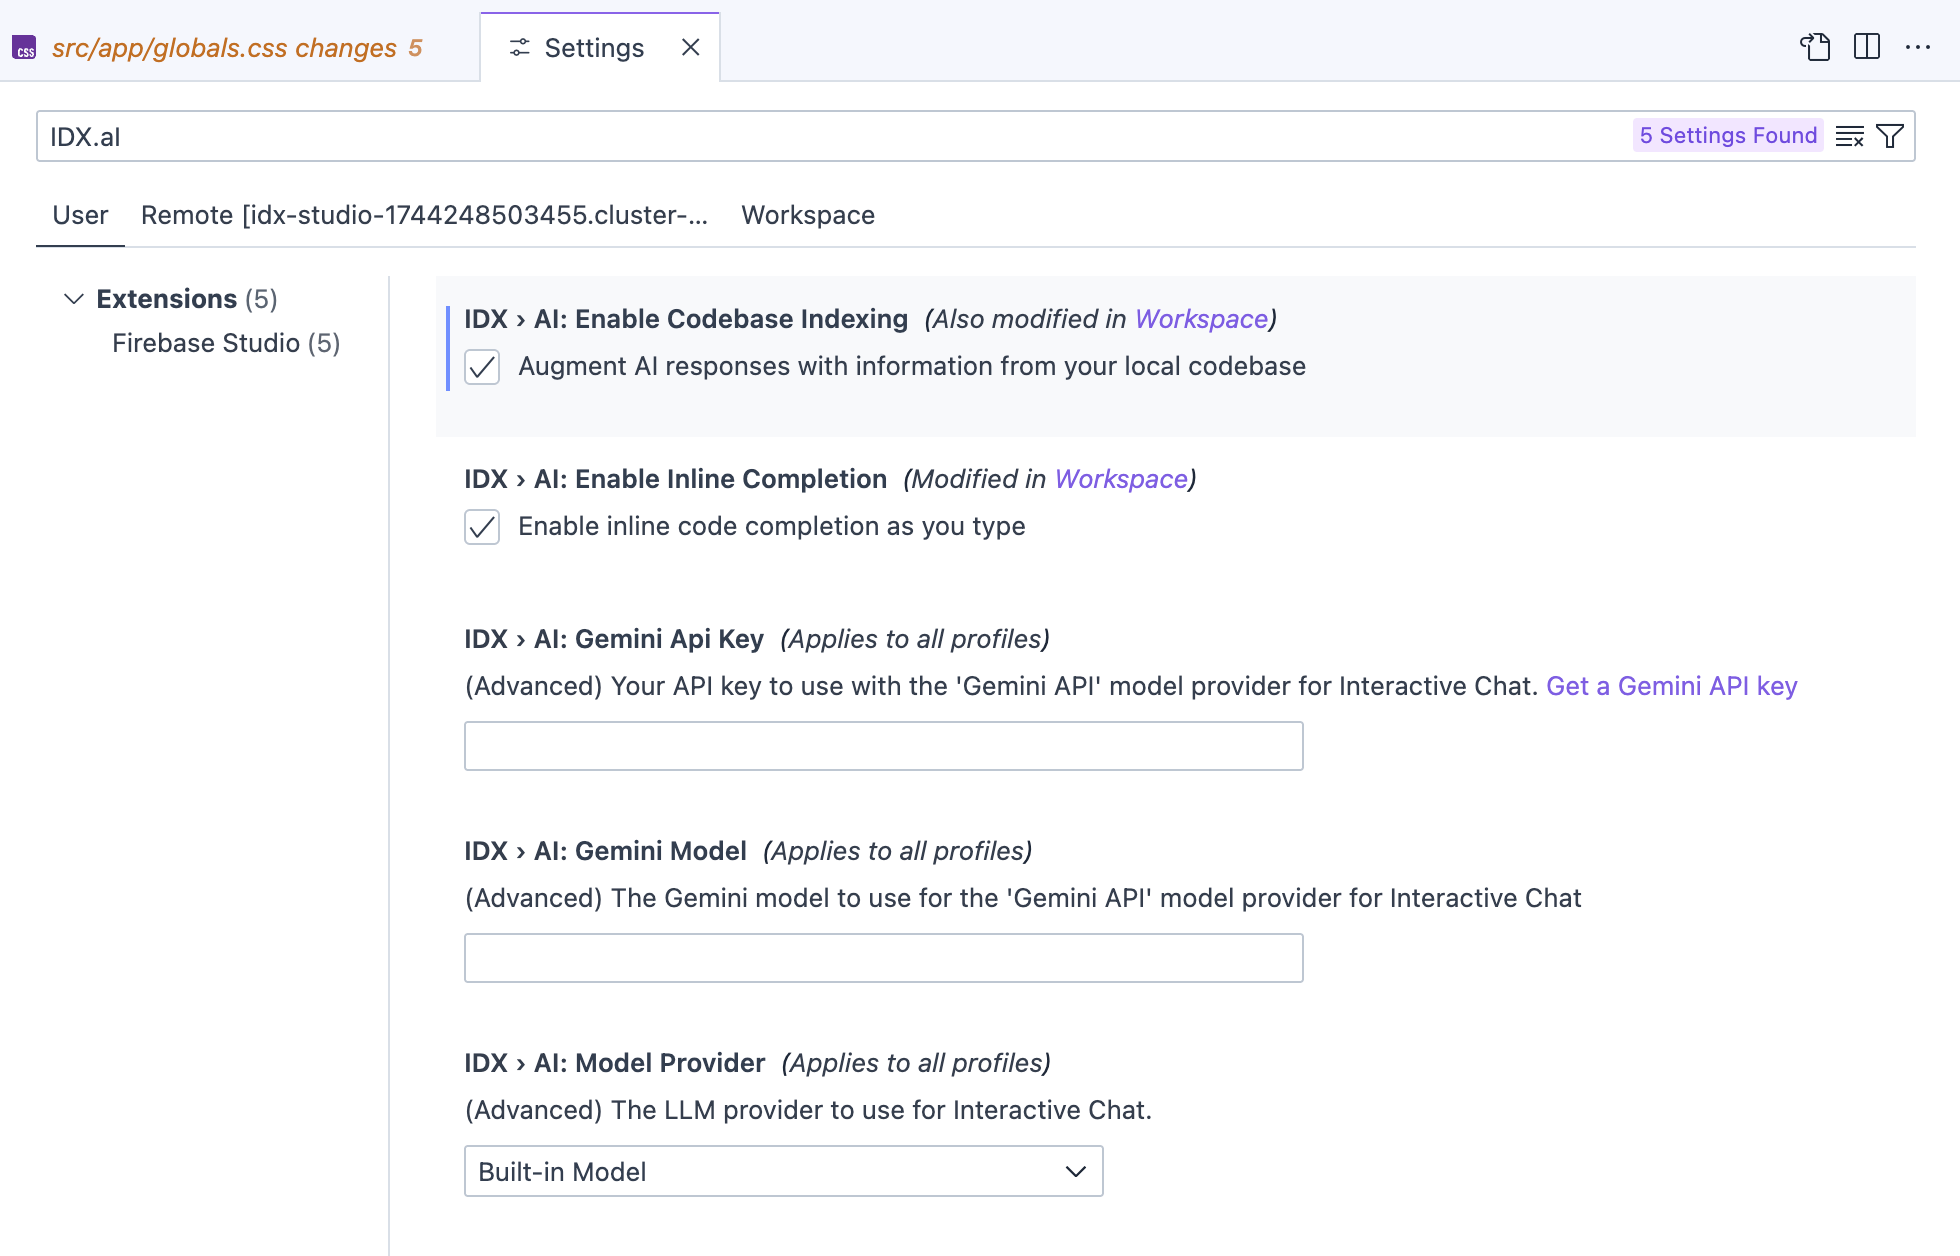 css src/app/globals.css changes 5 Settings
IDX.aI 5 Settings Found
User Remote [idx-studio-1744248503455.cluster-... Workspace
Extensions (5)
Firebase Studio (5)
IDX › AI: Enable Codebase Indexing (Also modified in Workspace)
Augment AI responses with information from your local codebase
IDX › AI: Enable Inline Completion (Modified in Workspace)
Enable inline code completion as you type
IDX › AI: Gemini Api Key (Applies to all profiles)
(Advanced) Your API key to use with the 'Gemini API' model provider for Interactive Chat. Get a Gemini API key
IDX › AI: Gemini Model (Applies to all profiles)
(Advanced) The Gemini model to use for the 'Gemini API' model provider for Interactive Chat
IDX › AI: Model Provider (Applies to all profiles)
(Advanced) The LLM provider to use for Interactive Chat.
Built-in Model